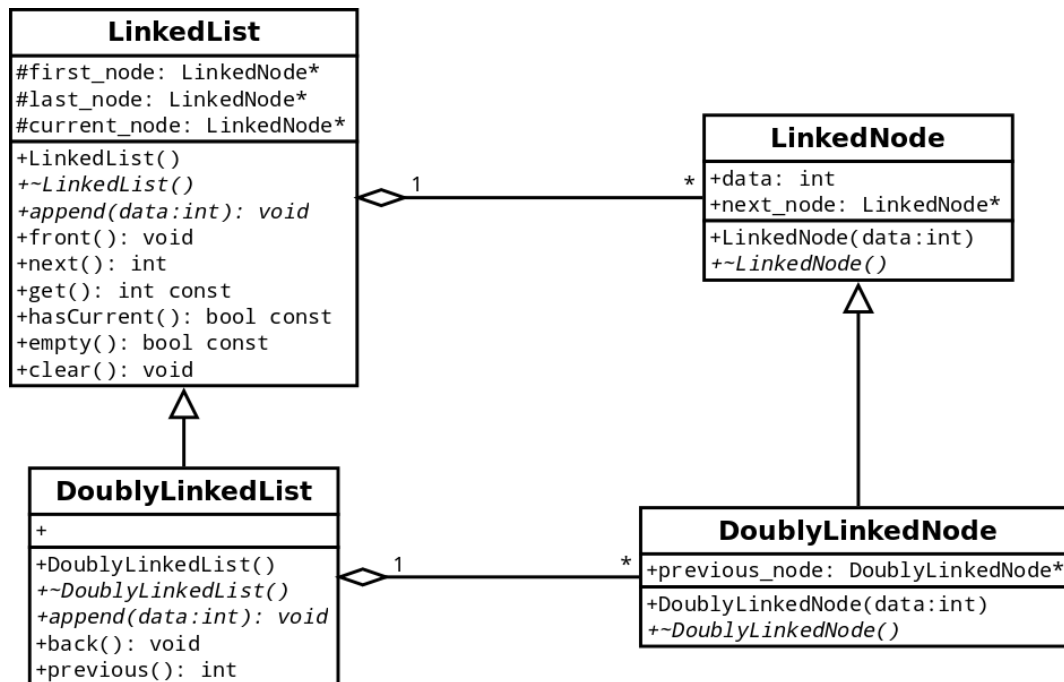 LinkedList
#first_node: LinkedNode*
#last_node: LinkedNode*
#current_node: LinkedNode*
+LinkedList()
+~LinkedList()
+append(data:int): void
+front(): void
+next(): int
+get(): int const
+hasCurrent(): bool const
+empty(): bool const
+clear(): void
1
*
LinkedNode
+data: int
+next_node: LinkedNode*
+LinkedNode(data:int)
+~LinkedNode()
DoublyLinkedList
+
+DoublyLinkedList()
+~DoublyLinkedList()
+append(data:int): void
+back(): void
+previous(): int
1
*
DoublyLinkedNode
+previous_node: DoublyLinkedNode*
+DoublyLinkedNode(data:int)
+~DoublyLinkedNode()